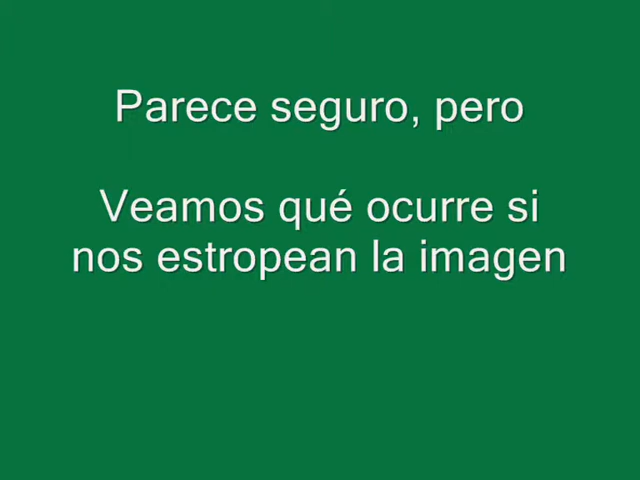 Parece seguro, pero
Veamos qué ocurre si
nos estropean la imagen